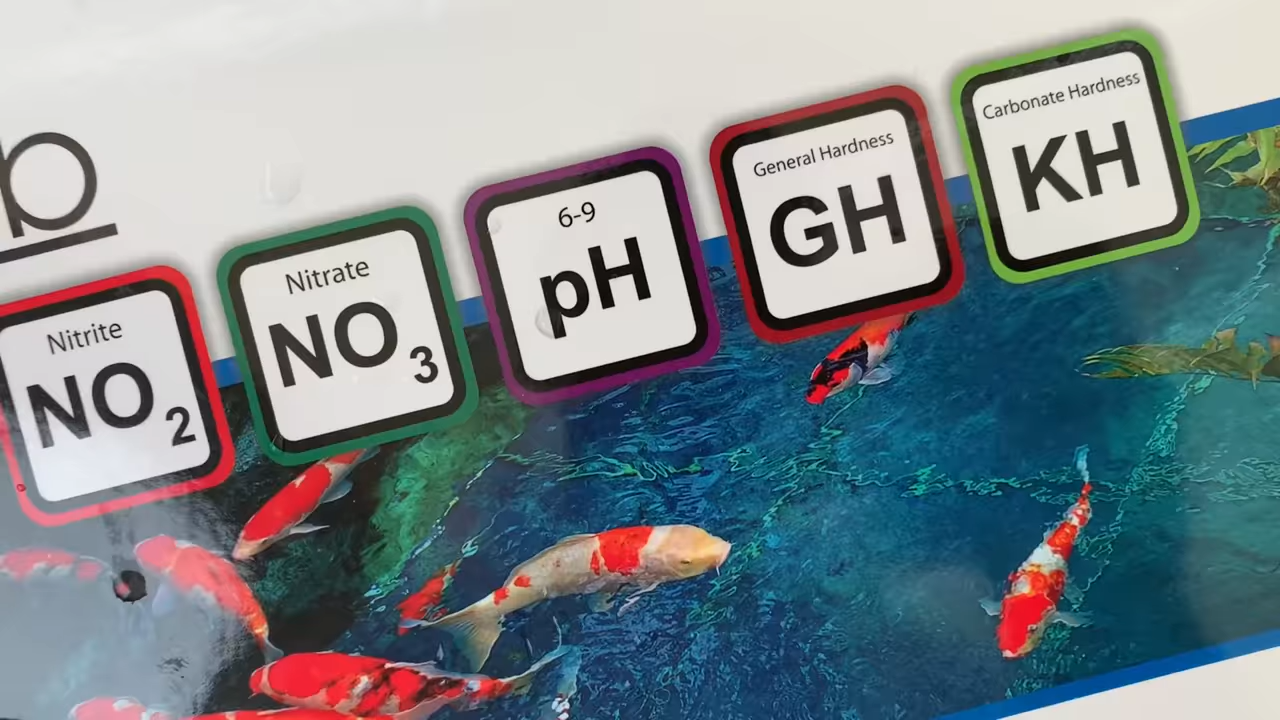 b
Nitrite
NO2
Nitrate
NO3
6-9
pH
General Hardness
GH
Carbonate Hardness
KH